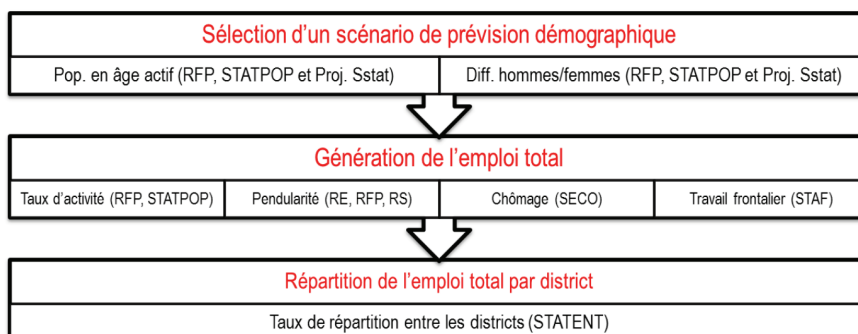 Sélection d'un scénario de prévision démographique
Pop. en âge actif (RFP, STATPOP et Proj. Sstat)
Diff. hommes/femmes (RFP, STATPOP et Proj. Sstat)
Génération de l'emploi total
Taux d'activité (RFP, STATPOP)
Pendularité (RE, RFP, RS)
Chômage (SECO)
Travail frontalier (STAF)
Répartition de l'emploi total par district
Taux de répartition entre les districts (STATENT)